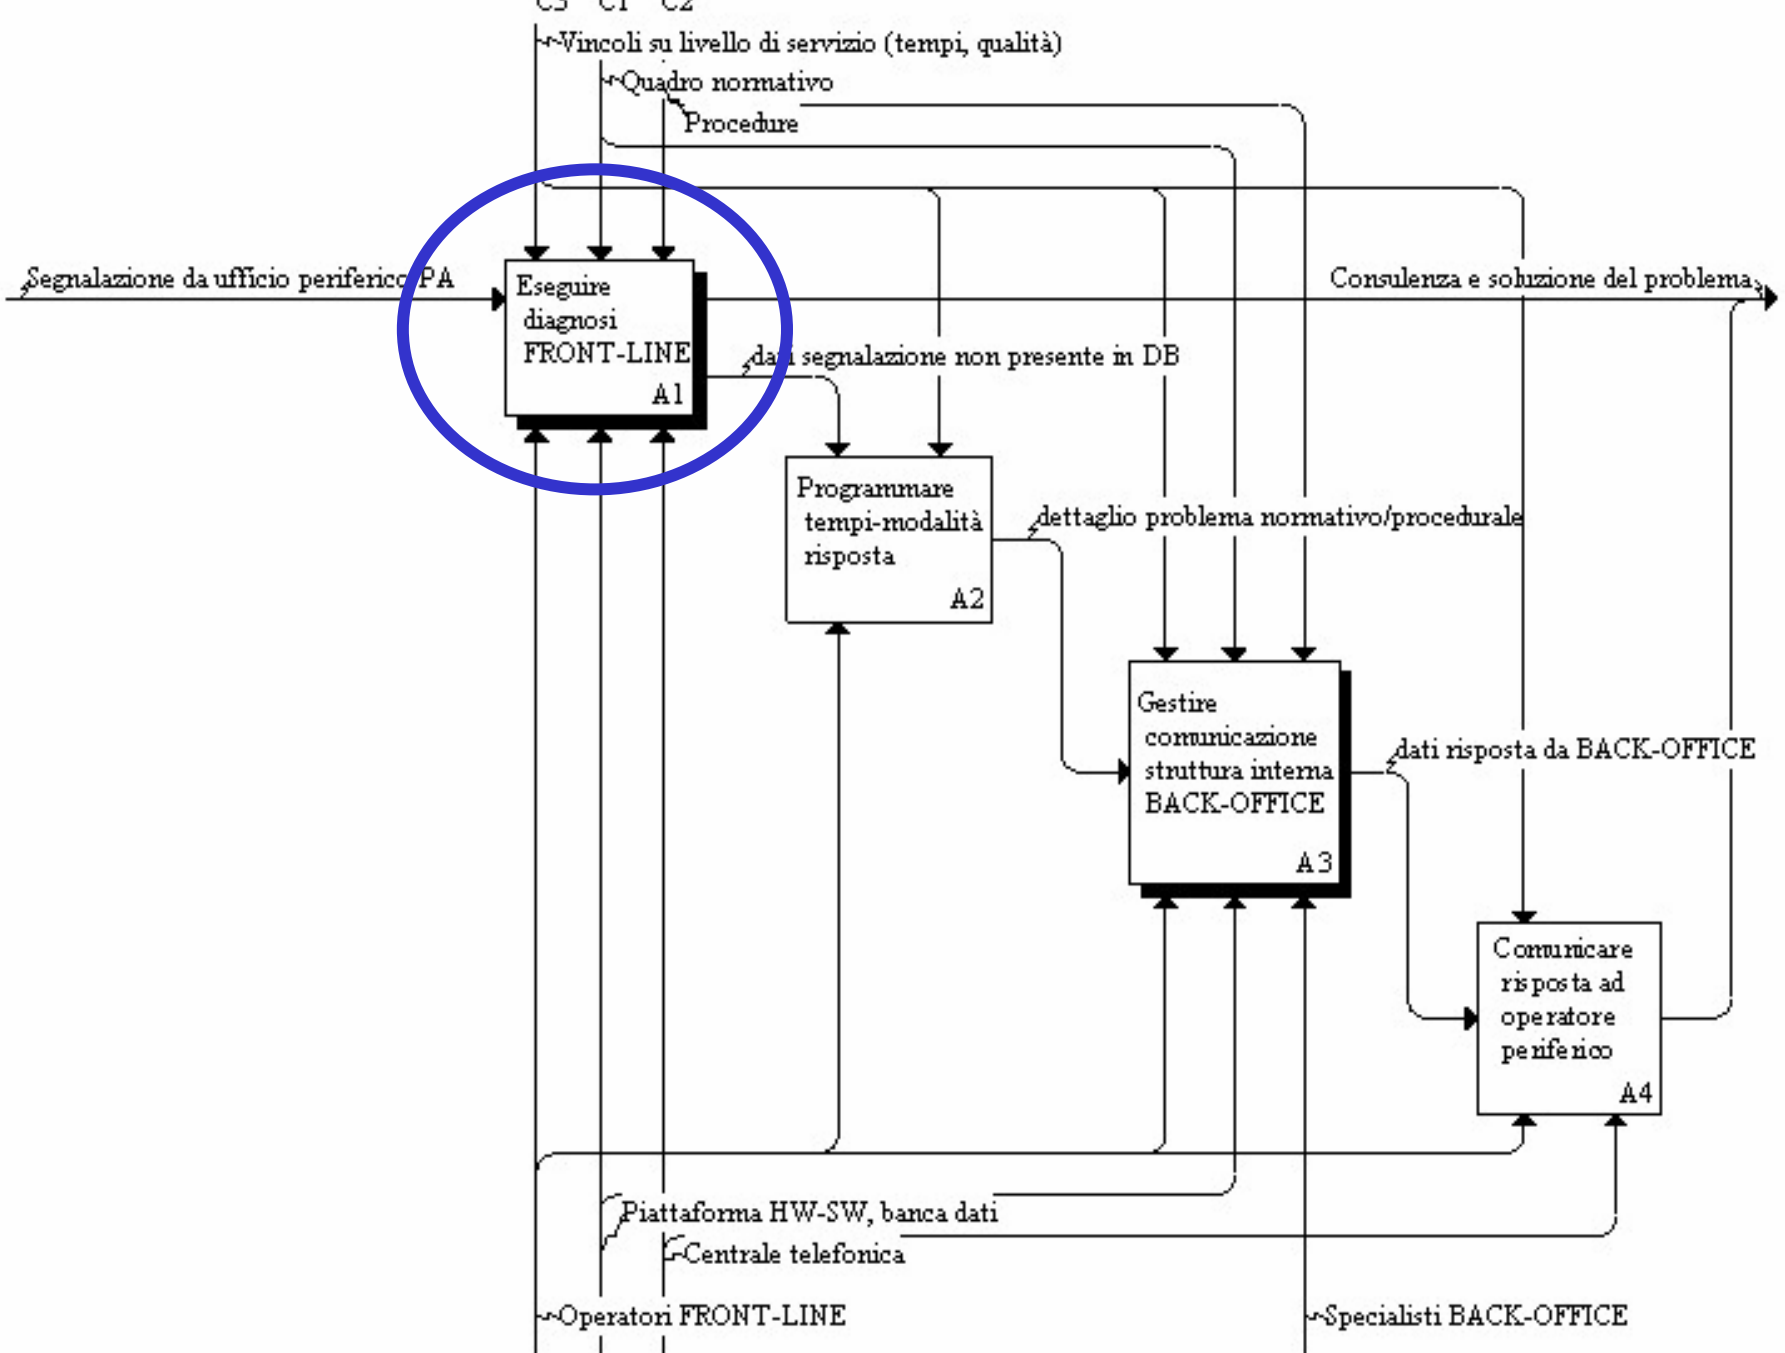 C3 C1 C2
Vincoli su livello di servizio (tempi, qualità)
Quadro normativo
Procedure
Segnalazione da ufficio periferico PA
Consulenza e soluzione del problema
Eseguire
diagnosi
FRONT-LINE
A1
dati segnalazione non presente in DB
Programmare
tempi-modalità
risposta
A2
dettaglio problema normativo/procedurale
Gestire
comunicazione
struttura interna
BACK-OFFICE
A3
dati risposta da BACK-OFFICE
Comunicare
risposta ad
operatore
periferico
A4
Piattaforma HW-SW, banca dati
Centrale telefonica
Operatori FRONT-LINE
Specialisti BACK-OFFICE